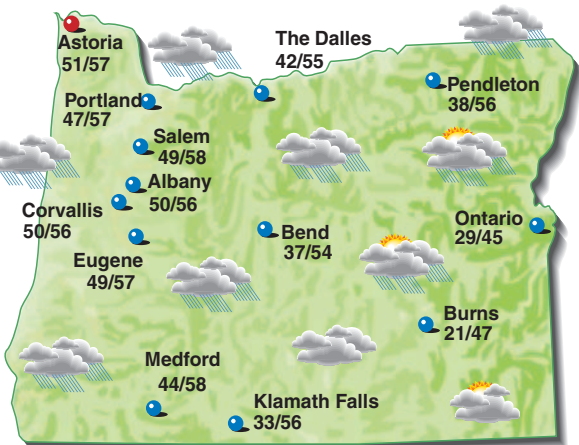 Astoria
51/57
The Dalles
42/55
Pendleton
38/56
Portland
47/57
Salem
49/58
Albany
50/56
Corvallis
50/56
Eugene
49/57
Bend
37/54
Ontario
29/45
Burns
21/47
Medford
44/58
Klamath Falls
33/56